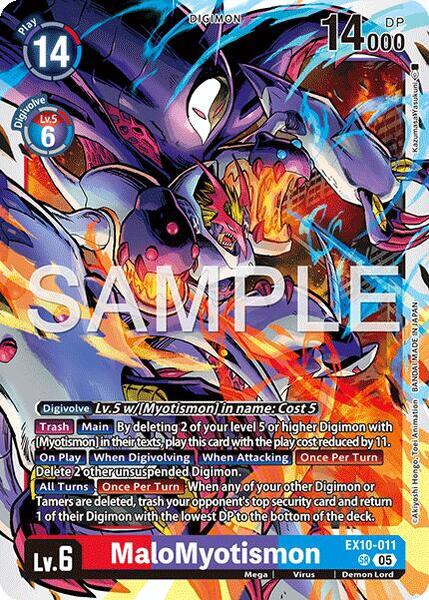 Play
14
DIGIMON
DP
14000
Digivolve
Lv.5
6
Kazumasa Yasukuni
SAMPLE
©Akiyoshi Hongo, Toei Animation ・ BANDAI MADE IN JAPAN
Digivolve Lv.5 w/[Myotismon] in name: Cost 5
Trash Main By deleting 2 of your level 5 or higher Digimon with
[Myotismon] in their texts, play this card with the play cost reduced by 11.
On Play When Digivolving When Attacking Once Per Turn
Delete 2 other unsuspended Digimon.
All Turns Once Per Turn When any of your other Digimon or
Tamers are deleted, trash your opponent's top security card and return
1 of their Digimon with the lowest DP to the bottom of the deck.
Lv.6
MaloMyotismon
EX10-011
SR 05
Mega Virus Demon Lord